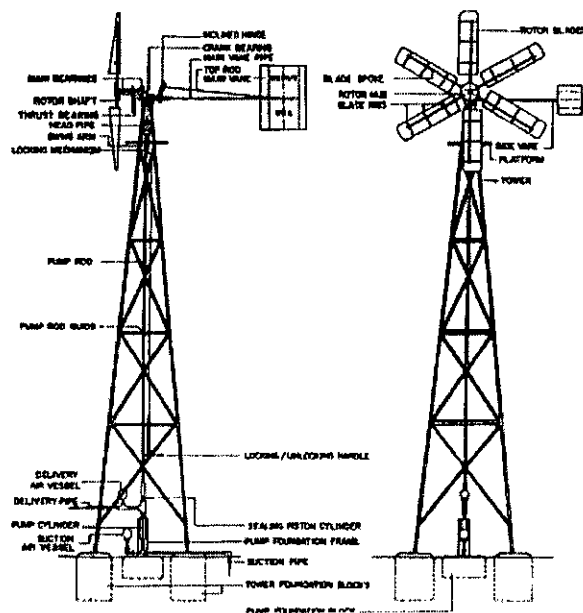 INCLINED HINGE
CRANK BEARING
MAIN VANE PIPE
TOP ROD
MAIN VANE
MAIN BEARINGS
ROTOR SHAFT
THRUST BEARING
HEAD PIPE
SWING ARM
LOCKING MECHANISM
PUMP ROD
PUMP ROD GUIDE
LOCKING/UNLOCKING HANDLE
DELIVERY
AIR VESSEL
DELIVERY PIPE
PUMP CYLINDER
SUCTION
AIR VESSEL
SEALING PISTON CYLINDER
PUMP FOUNDATION FRAME
SUCTION PIPE
TOWER FOUNDATION BLOCKS
PUMP FOUNDATION BLOCK
ROTOR BLADES
BLADE SPOKE
ROTOR HUB
BLADE RIBS
SIDE VANE
PLATFORM
TOWER